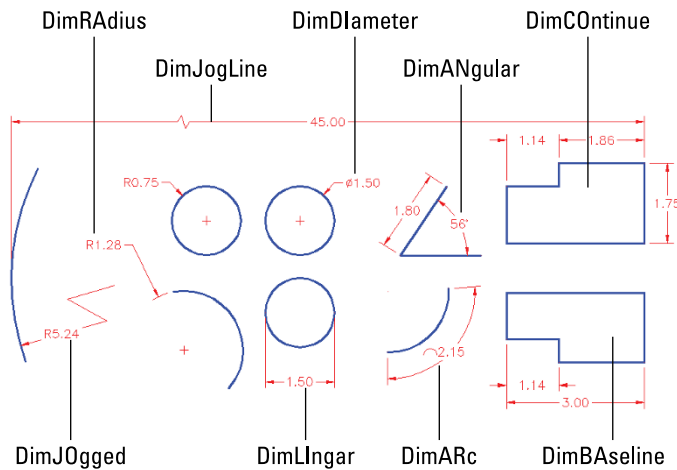 DimRAdius
DimDIameter
DimCOntinue
DimJogLine
DimANgular
45.00
1.14
1.86
R0.75
ø1.50
1.80
56°
1.75
R1.28
R5.24
1.50
⌒2.15
1.14
3.00
DimJOgged
DimLIngar
DimARc
DimBAseline